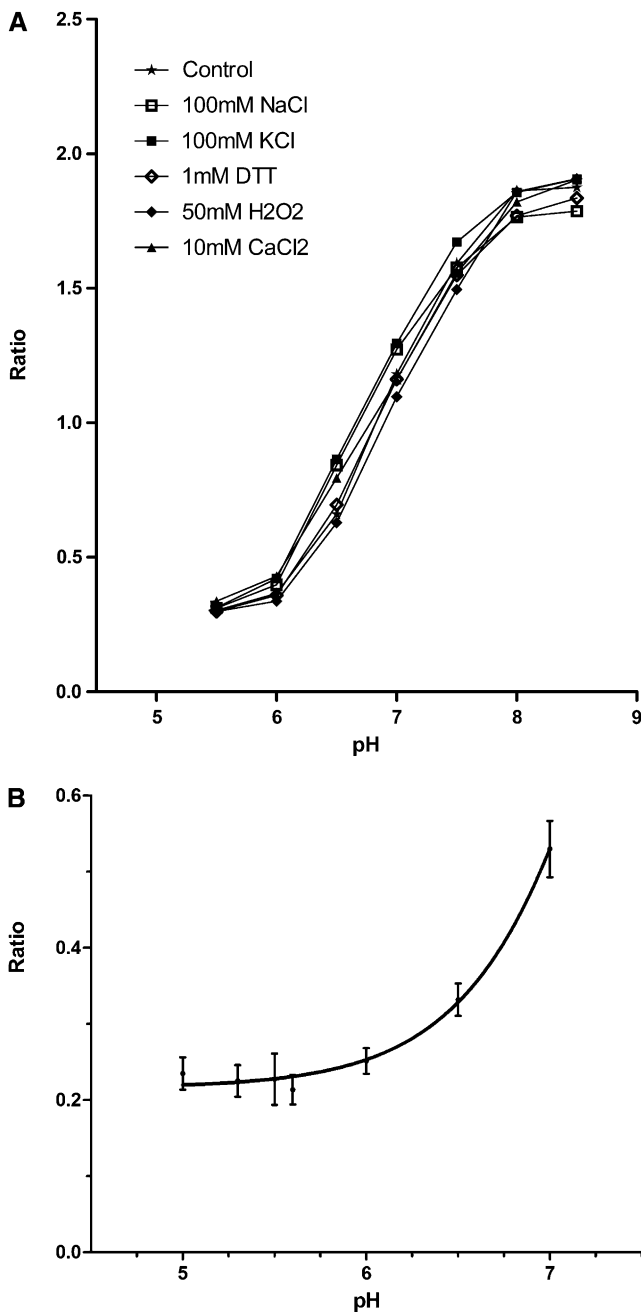 A
2.5
2.0
1.5
1.0
0.5
0.0
Ratio
Control
100mM NaCl
100mM KCl
1mM DTT
50mM H2O2
10mM CaCl2
5 6 7 8 9
pH
B
0.6
0.4
0.2
0.0
Ratio
5 6 7
pH